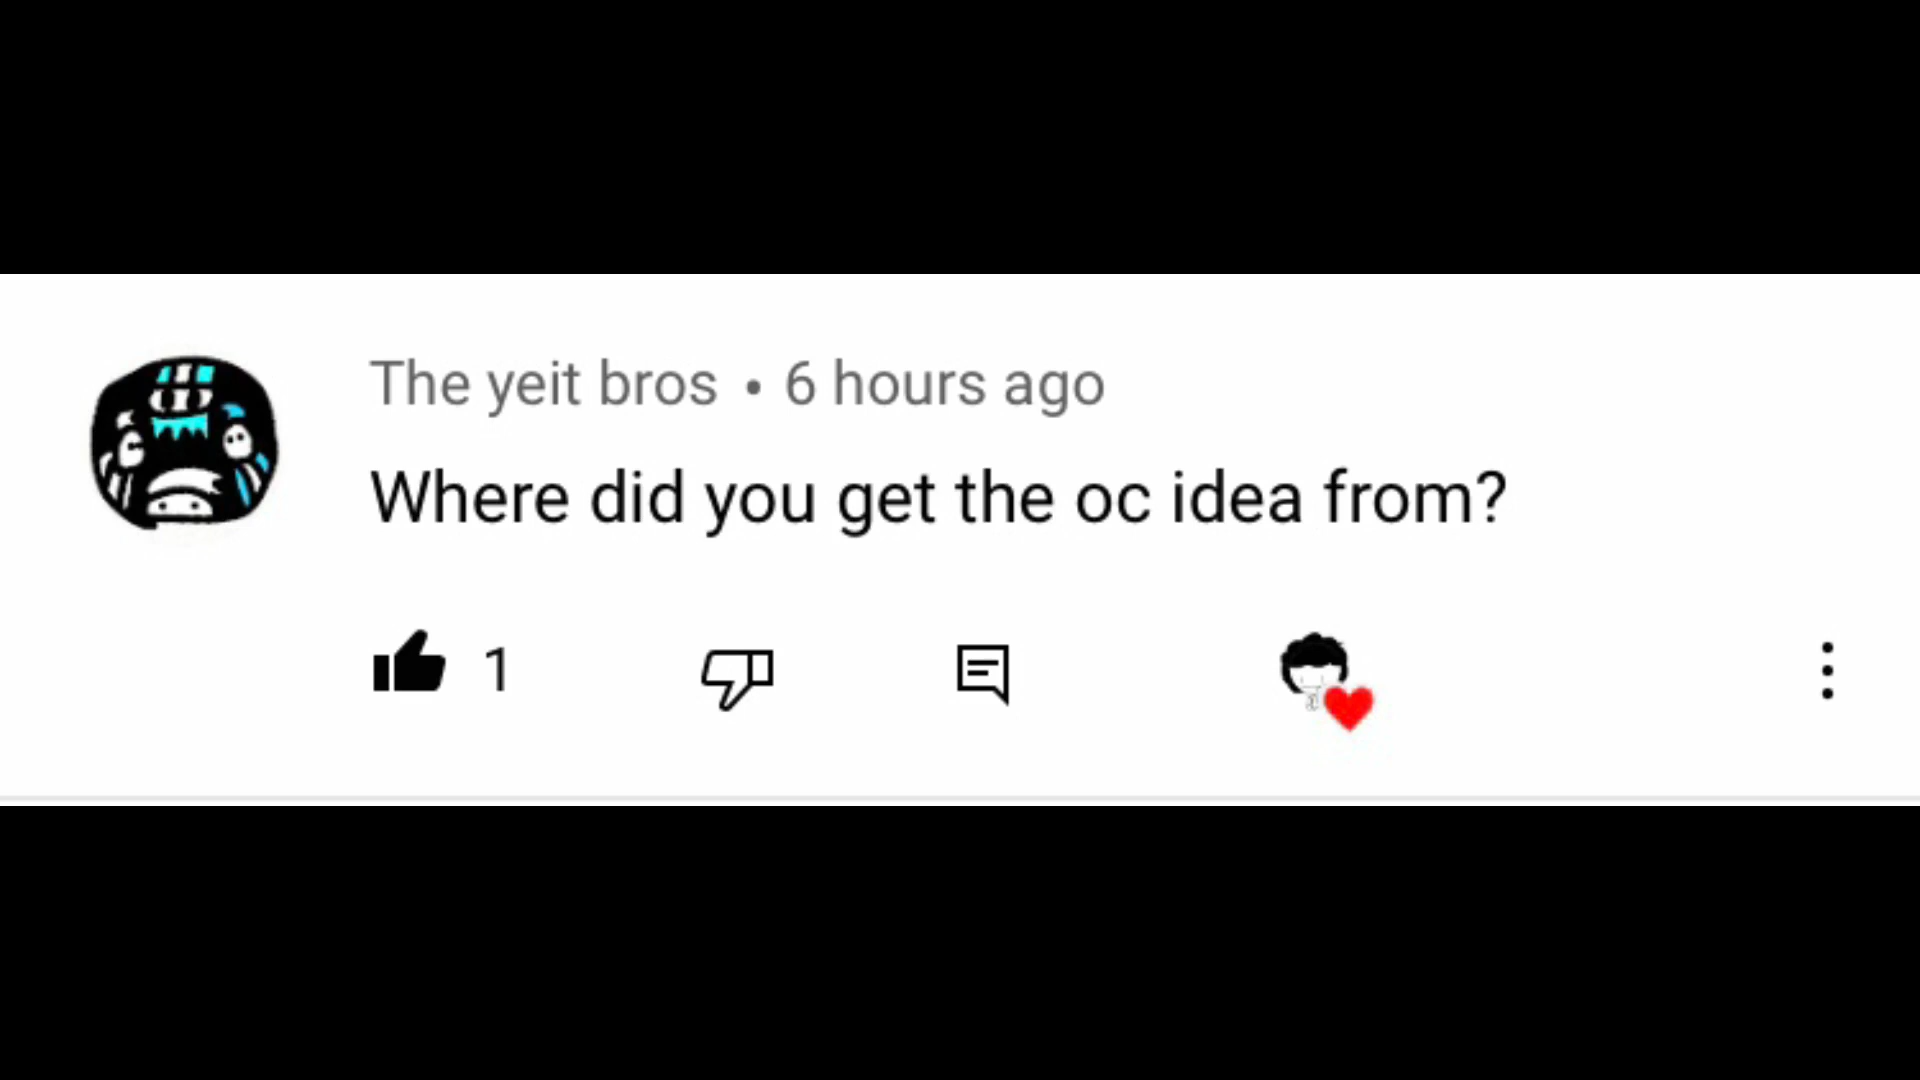 The yeit bros • 6 hours ago
Where did you get the oc idea from?
1